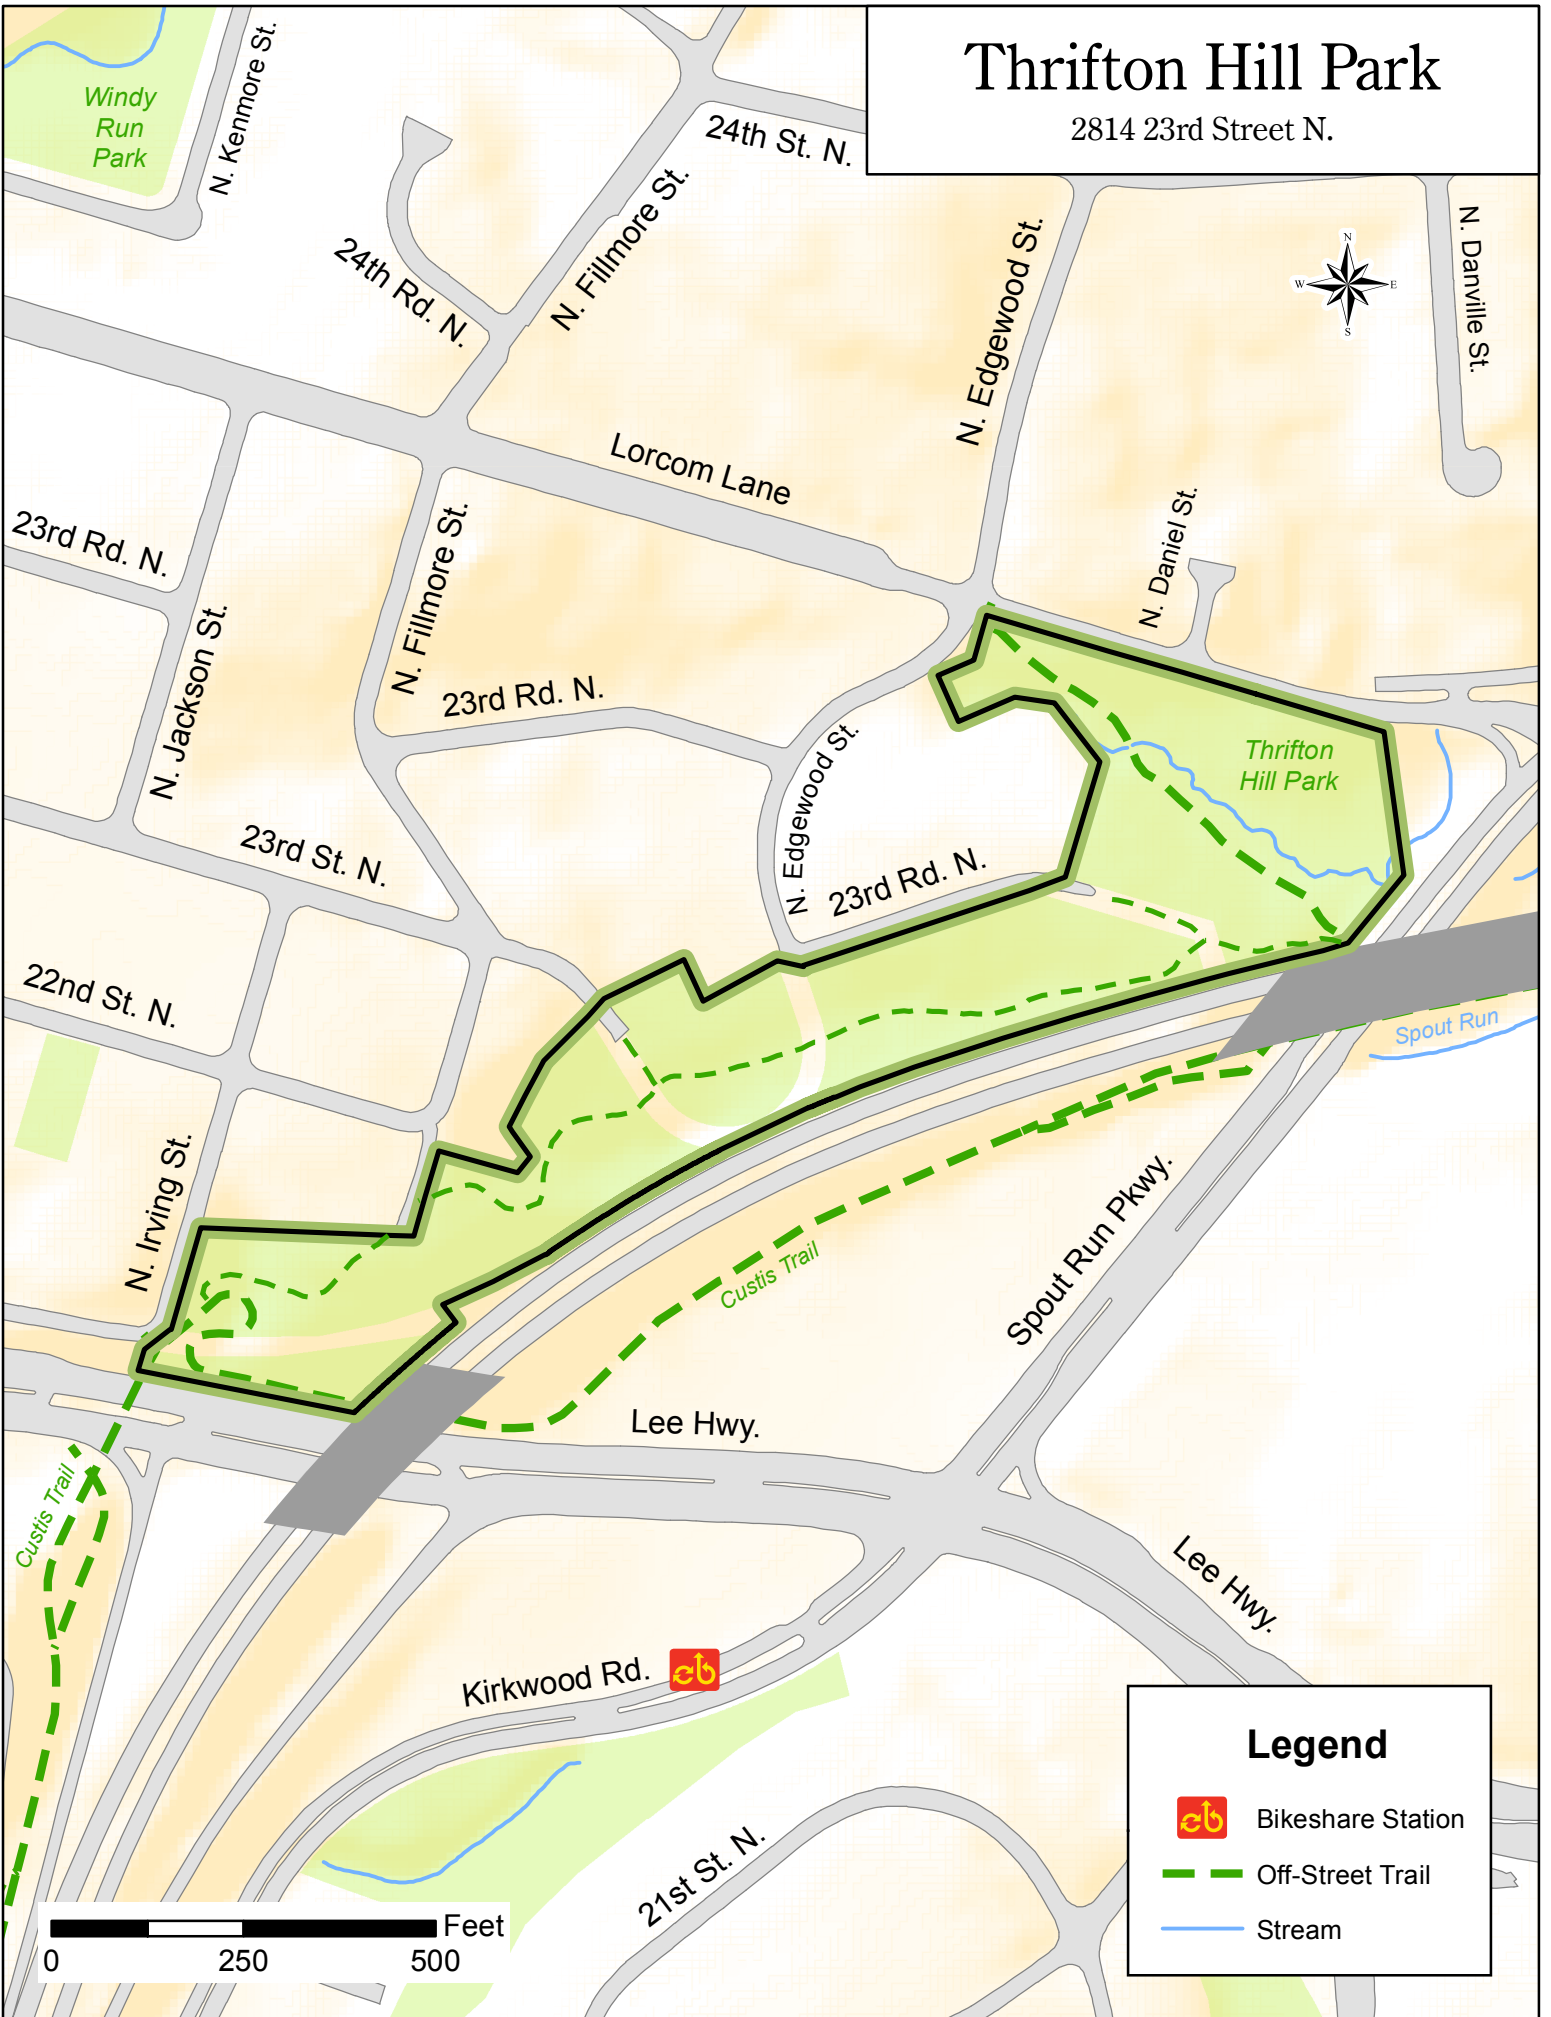 Thrifton Hill Park
2814 23rd Street N.
Windy
Run
Park
N. Kenmore St.
24th St. N.
24th Rd. N.
N. Fillmore St.
N. Edgewood St.
N. Danville St.
N
W
E
S
Lorcom Lane
23rd Rd. N.
N. Fillmore St.
N. Daniel St.
N. Jackson St.
23rd Rd. N.
N. Edgewood St.
Thrifton
Hill Park
23rd St. N.
23rd Rd. N.
22nd St. N.
Spout Run
N. Irving St.
Custis Trail
Spout Run Pkwy.
Lee Hwy.
Custis Trail
Lee Hwy.
Kirkwood Rd.
cb
21st St. N.
Legend
cb
Bikeshare Station
Off-Street Trail
Stream
Feet
0
250
500